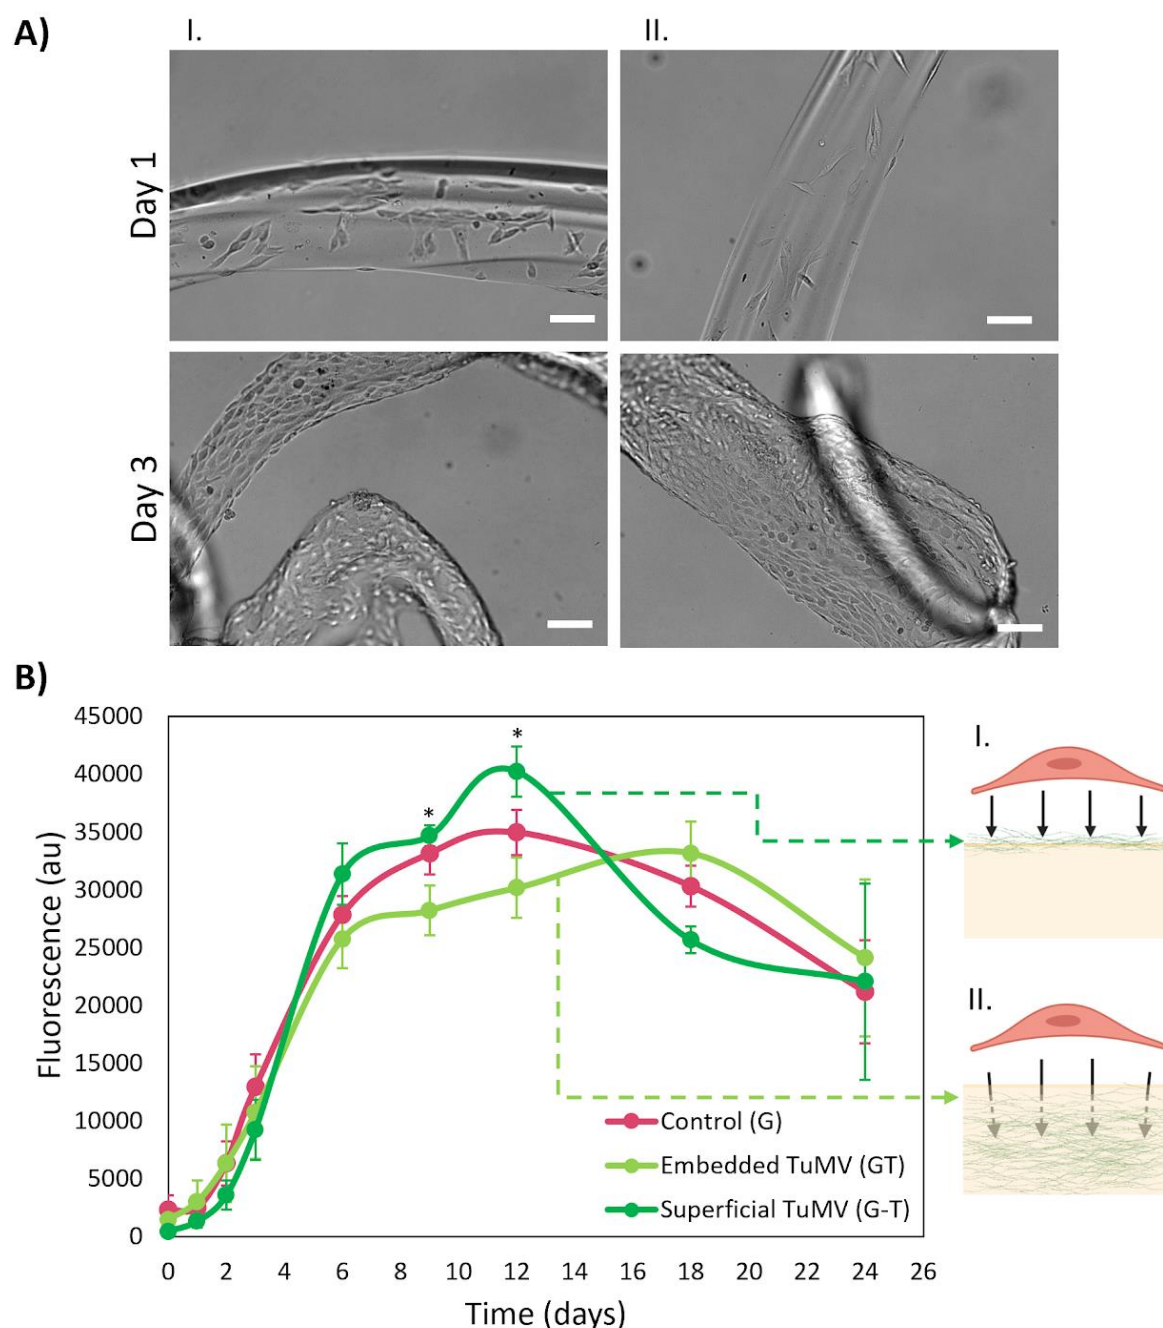 A)
I.
II.
Day 1
Day 3
B)
45000
40000
35000
30000
25000
20000
15000
10000
5000
0
Fluorescence (au)
*
*
Control (G)
Embedded TuMV (GT)
Superficial TuMV (G-T)
0 2 4 6 8 10 12 14 16 18 20 22 24 26
Time (days)
I.
II.